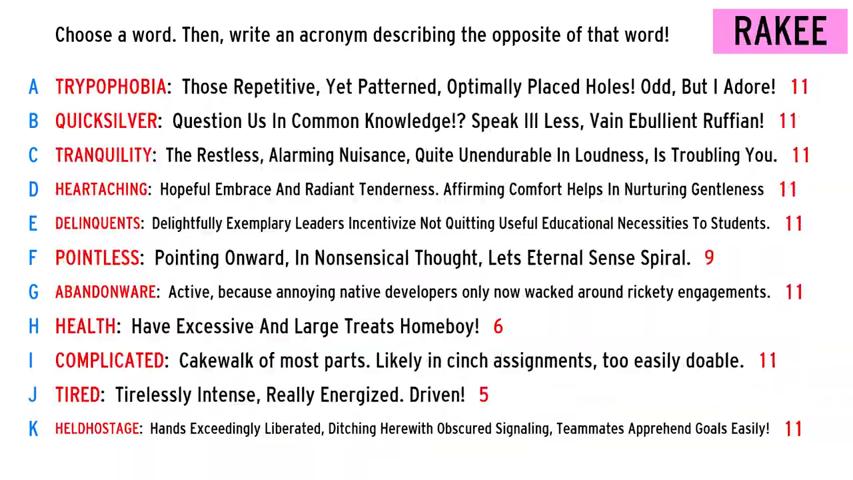 Choose a word. Then, write an acronym describing the opposite of that word!
RAKEE
A TRYPOPHOBIA: Those Repetitive, Yet Patterned, Optimally Placed Holes! Odd, But I Adore! 11
B QUICKSILVER: Question Us In Common Knowledge!? Speak Ill Less, Vain Ebullient Ruffian! 11
C TRANQUILITY: The Restless, Alarming Nuisance, Quite Unendurable In Loudness, Is Troubling You. 11
D HEARTACHING: Hopeful Embrace And Radiant Tenderness. Affirming Comfort Helps In Nurturing Gentleness 11
E DELINQUENTS: Delightfully Exemplary Leaders Incentivize Not Quitting Useful Educational Necessities To Students. 11
F POINTLESS: Pointing Onward, In Nonsensical Thought, Lets Eternal Sense Spiral. 9
G ABANDONWARE: Active, because annoying native developers only now wacked around rickety engagements. 11
H HEALTH: Have Excessive And Large Treats Homeboy! 6
I COMPLICATED: Cakewalk of most parts. Likely in cinch assignments, too easily doable. 11
J TIRED: Tirelessly Intense, Really Energized. Driven! 5
K HELDHOSTAGE: Hands Exceedingly Liberated, Ditching Herewith Obscured Signaling, Teammates Apprehend Goals Easily! 11